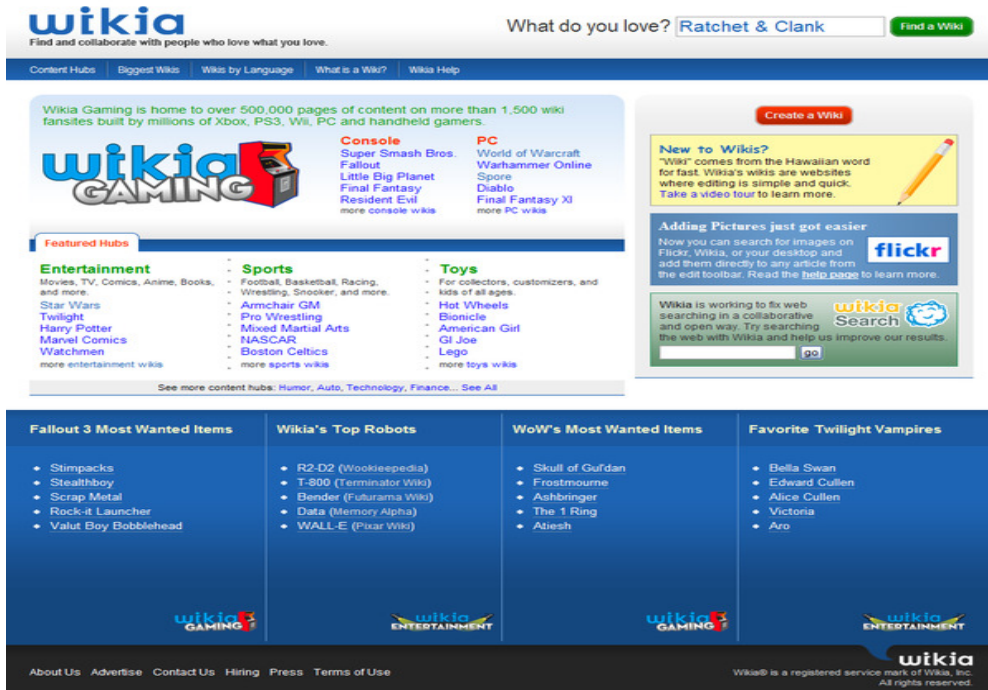 wikia
Find and collaborate with people who love what you love.
What do you love? Ratchet & Clank Find a Wiki
Content Hubs Biggest Wikis Wikis by Language What is a Wiki? Wikia Help
Wikia Gaming is home to over 500,000 pages of content on more than 1,500 wiki
fansites built by millions of Xbox, PS3, Wii, PC and handheld gamers.
wikia
GAMING
Console
Super Smash Bros.
Fallout
Little Big Planet
Final Fantasy
Resident Evil
more console wikis
PC
World of Warcraft
Warhammer Online
Spore
Diablo
Final Fantasy XI
more PC wikis
Featured Hubs
Entertainment
Movies, TV, Comics, Anime, Books,
and more.
Star Wars
Twilight
Harry Potter
Marvel Comics
Watchmen
more entertainment wikis
Sports
Football, Basketball, Racing,
Wrestling, Snooker, and more.
Armchair GM
Pro Wrestling
Mixed Martial Arts
NASCAR
Boston Celtics
more sports wikis
Toys
For collectors, customizers, and
kids of all ages.
Hot Wheels
Bionicle
American Girl
GI Joe
Lego
more toys wikis
See more content hubs: Humor, Auto, Technology, Finance... See All
Create a Wiki
New to Wikis?
"Wiki" comes from the Hawaiian word
for fast. Wikia's wikis are websites
where editing is simple and quick.
Take a video tour to learn more.
Adding Pictures just got easier
Now you can search for images on
Flickr, Wikia, or your desktop and
add them directly to any article from
the edit toolbar. Read the help page to learn more.
flickr
Wikia is working to fix web
searching in a collaborative
and open way. Try searching
the web with Wikia and help us improve our results.
wikia
Search
go
Fallout 3 Most Wanted Items
Stimpacks
Stealthboy
Scrap Metal
Rock-it Launcher
Valut Boy Bobblehead
wikia
GAMING
Wikia's Top Robots
R2-D2 (Wookieepedia)
T-800 (Terminator Wiki)
Bender (Futurama Wiki)
Data (Memory Alpha)
WALL-E (Pixar Wiki)
wikia
ENTERTAINMENT
WoW's Most Wanted Items
Skull of Gul'dan
Frostmourne
Ashbringer
The 1 Ring
Atiesh
wikia
GAMING
Favorite Twilight Vampires
Bella Swan
Edward Cullen
Alice Cullen
Victoria
Aro
wikia
ENTERTAINMENT
About Us Advertise Contact Us Hiring Press Terms of Use
wikia
Wikia® is a registered service mark of Wikia, Inc.
All rights reserved.